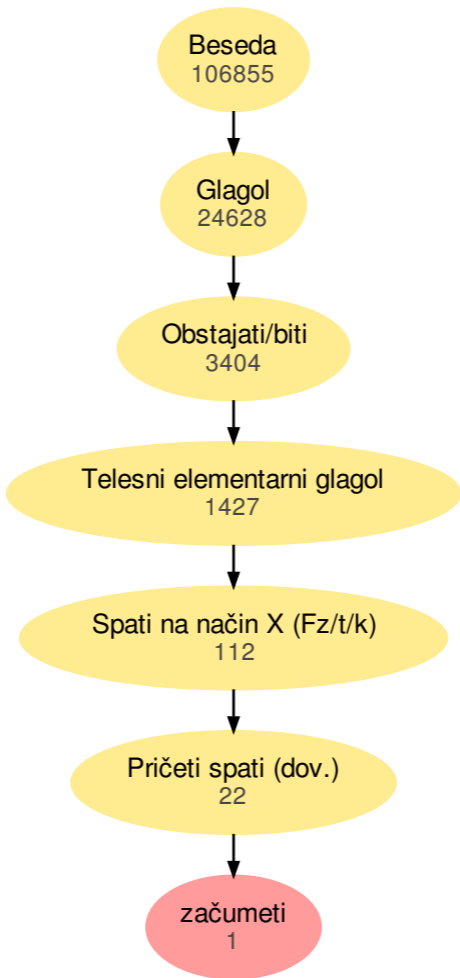 Beseda
106855
Glagol
24628
Obstajati/biti
3404
Telesni elementarni glagol
1427
Spati na način X (Fz/t/k)
112
Pričeti spati (dov.)
22
začumeti
1